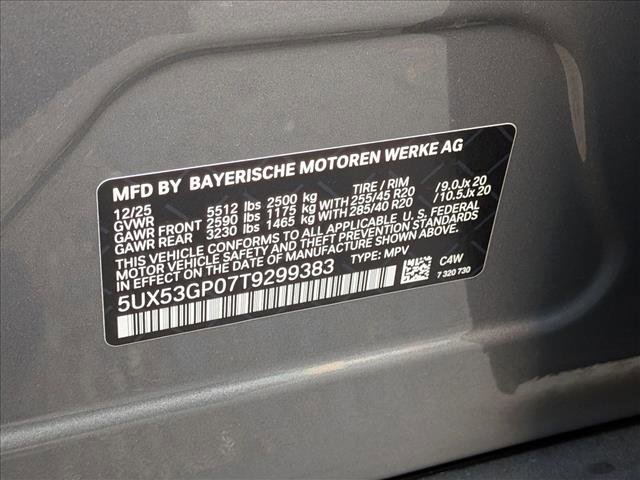 MFD BY BAYERISCHE MOTOREN WERKE AG
12/25 TIRE / RIM
GVWR 5512 lbs 2500 kg
GAWR FRONT 2590 lbs 1175 kg WITH 255/45 R20 /9.0Jx 20
GAWR REAR 3230 lbs 1465 kg WITH 285/40 R20 /10.5Jx 20
THIS VEHICLE CONFORMS TO ALL APPLICABLE U. S. FEDERAL
MOTOR VEHICLE SAFETY AND THEFT PREVENTION STANDARDS
IN EFFECT ON THE DATE OF MANUFACTURE SHOWN ABOVE.
5UX53GP07T9299383 TYPE: MPV C4W
7 320 730